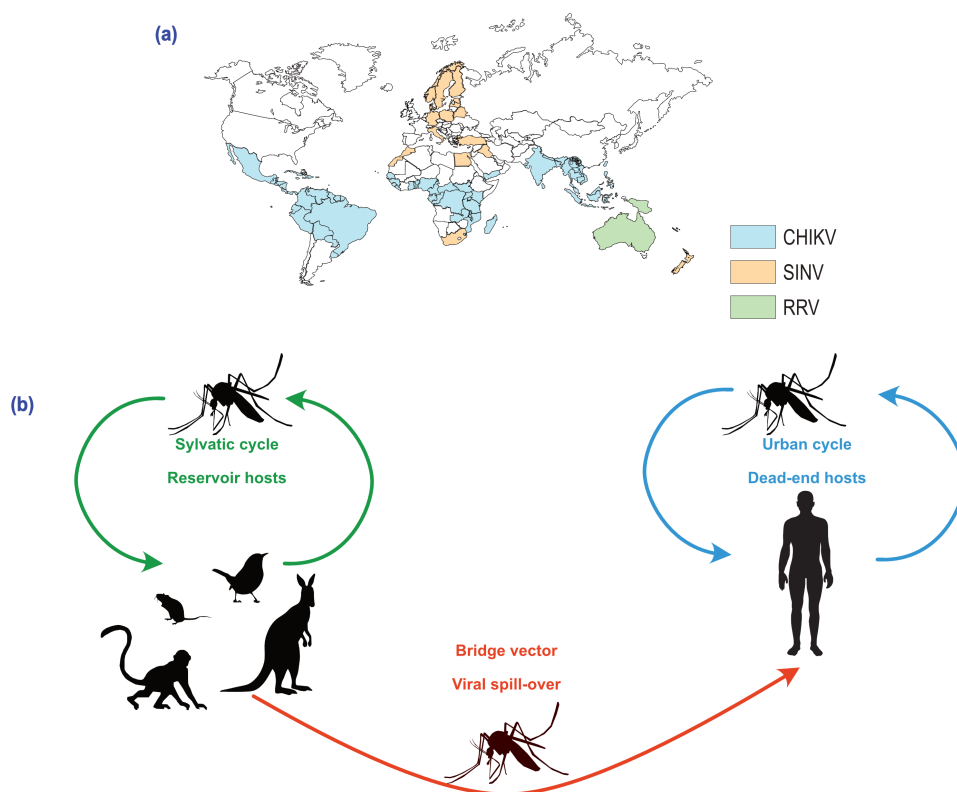 (a)
CHIKV
SINV
RRV
(b)
Sylvatic cycle
Reservoir hosts
Urban cycle
Dead-end hosts
Bridge vector
Viral spill-over